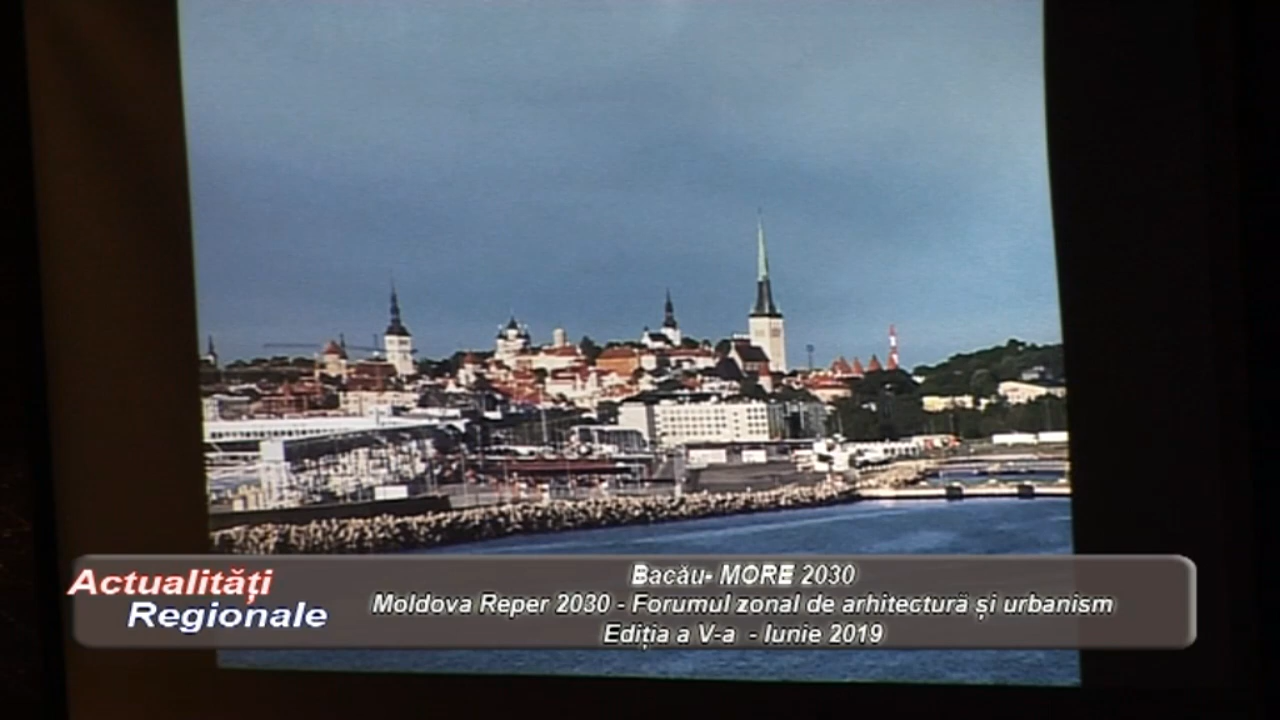 Actualități
Regionale
Bacău- MORE 2030
Moldova Reper 2030 - Forumul zonal de arhitectură și urbanism
Ediția a V-a - Iunie 2019